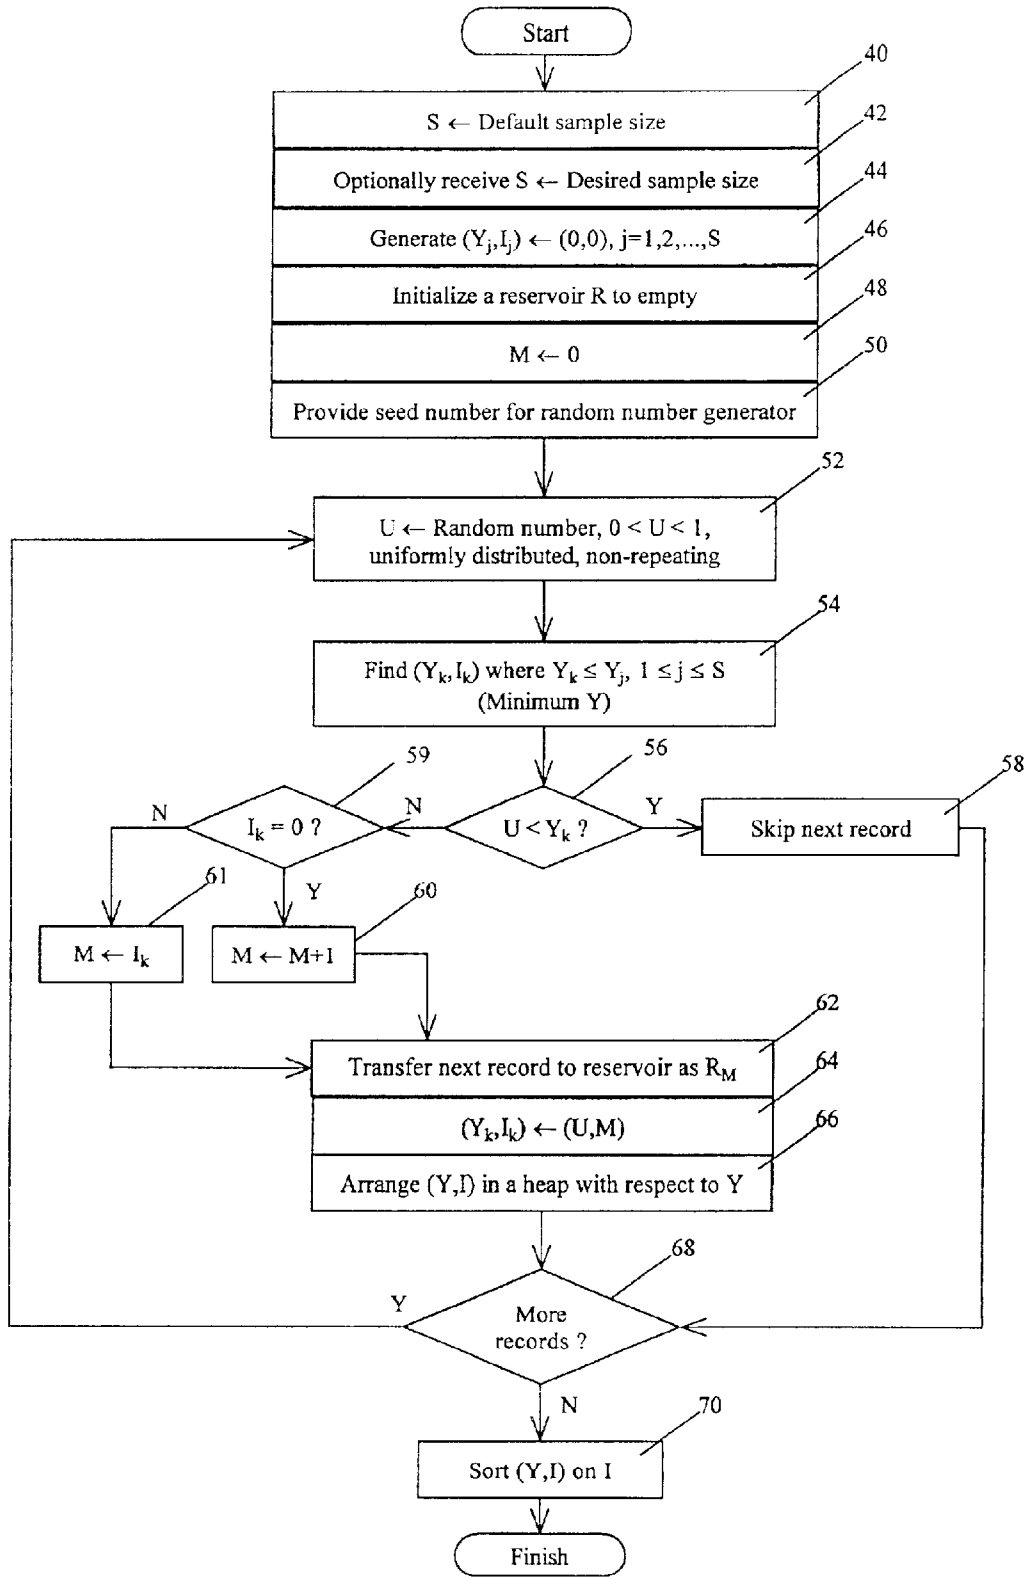 Start
40
S ← Default sample size
42
Optionally receive S ← Desired sample size
44
Generate (Yj,Ij) ← (0,0), j=1,2,...,S
46
Initialize a reservoir R to empty
48
M ← 0
50
Provide seed number for random number generator
52
U ← Random number, 0 < U < 1,
uniformly distributed, non-repeating
54
Find (Yk,Ik) where Yk ≤ Yj, 1 ≤ j ≤ S
(Minimum Y)
59
56
58
N
Ik = 0 ?
N
U < Yk ?
Y
Skip next record
61
Y
60
M ← Ik
M ← M+1
62
Transfer next record to reservoir as RM
64
(Yk,Ik) ← (U,M)
66
Arrange (Y,I) in a heap with respect to Y
68
Y
More
records ?
N
70
Sort (Y,I) on I
Finish